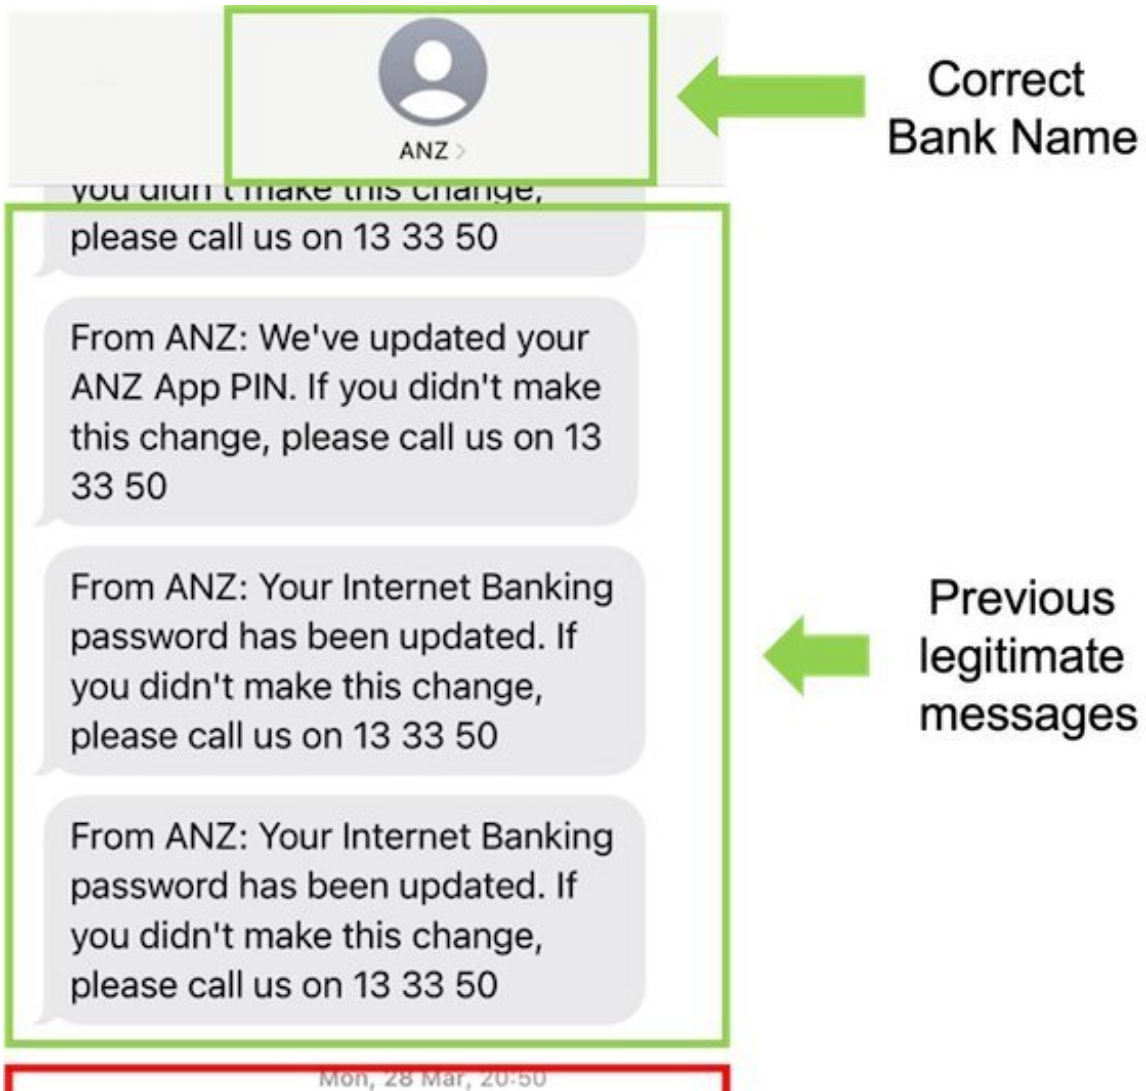 Correct
Bank Name
ANZ >
you didn't make this change,
please call us on 13 33 50
From ANZ: We've updated your
ANZ App PIN. If you didn't make
this change, please call us on 13
33 50
From ANZ: Your Internet Banking
password has been updated. If
you didn't make this change,
please call us on 13 33 50
Previous
legitimate
messages
From ANZ: Your Internet Banking
password has been updated. If
you didn't make this change,
please call us on 13 33 50
Mon, 28 Mar, 20:50